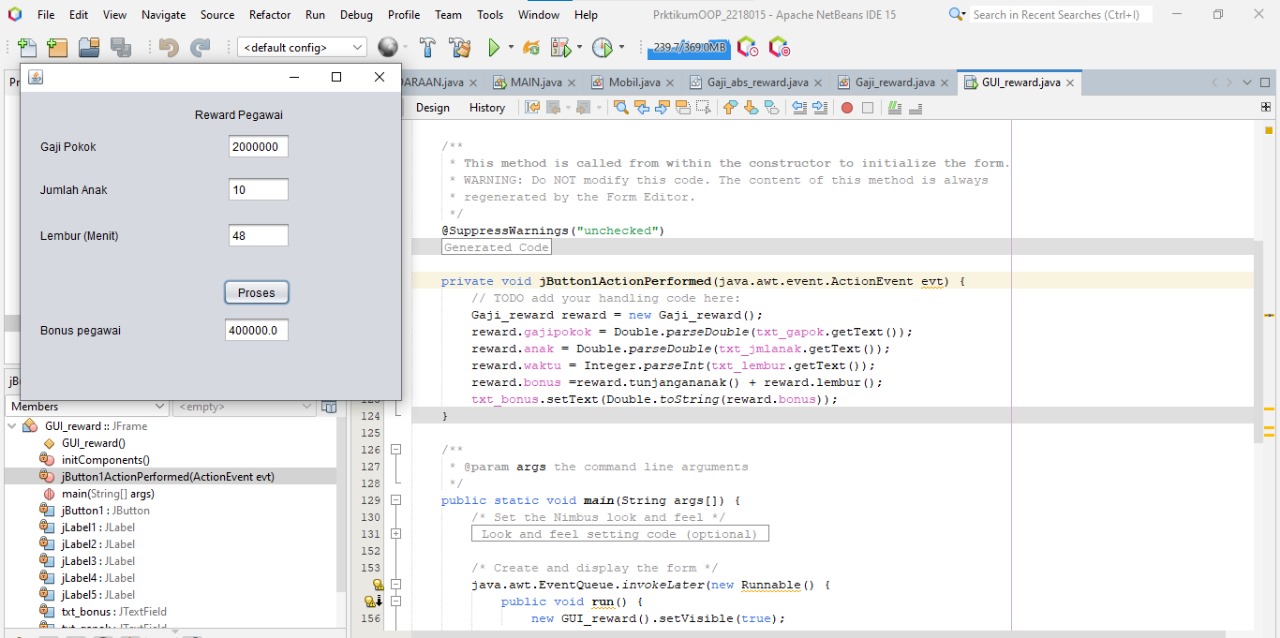 File Edit View Navigate Source Refactor Run Debug Profile Team Tools Window Help PrktikumOOP_2218015 - Apache NetBeans IDE 15 Search in Recent Searches (Ctrl+I)
<default config> 239.7/369.0MB
DARAAN.java MAIN.java Mobil.java Gaji_abs_reward.java Gaji_reward.java GUI_reward.java
Design History
Reward Pegawai
Gaji Pokok 2000000
Jumlah Anak 10
Lembur (Menit) 48
Proses
Bonus pegawai 400000.0
/**
* This method is called from within the constructor to initialize the form.
* WARNING: Do NOT modify this code. The content of this method is always
* regenerated by the Form Editor.
*/
@SuppressWarnings("unchecked")
Generated Code
private void jButton1ActionPerformed(java.awt.event.ActionEvent evt) {
// TODO add your handling code here:
Gaji_reward reward = new Gaji_reward();
reward.gajipokok = Double.parseDouble(txt_gapok.getText());
reward.anak = Double.parseDouble(txt_jmlanak.getText());
reward.waktu = Integer.parseInt(txt_lembur.getText());
reward.bonus =reward.tunjangananak() + reward.lembur();
txt_bonus.setText(Double.toString(reward.bonus));
124 }
125
126 /**
127 * @param args the command line arguments
128 */
129 public static void main(String args[]) {
130 /* Set the Nimbus look and feel */
131 Look and feel setting code (optional)
152
153 /* Create and display the form */
java.awt.EventQueue.invokeLater(new Runnable() {
public void run() {
156 new GUI_reward().setVisible(true);
Members <empty>
GUI_reward :: JFrame
GUI_reward()
initComponents()
jButton1ActionPerformed(ActionEvent evt)
main(String[] args)
jButton1 : JButton
jLabel1 : JLabel
jLabel2 : JLabel
jLabel3 : JLabel
jLabel4 : JLabel
jLabel5 : JLabel
txt_bonus : JTextField